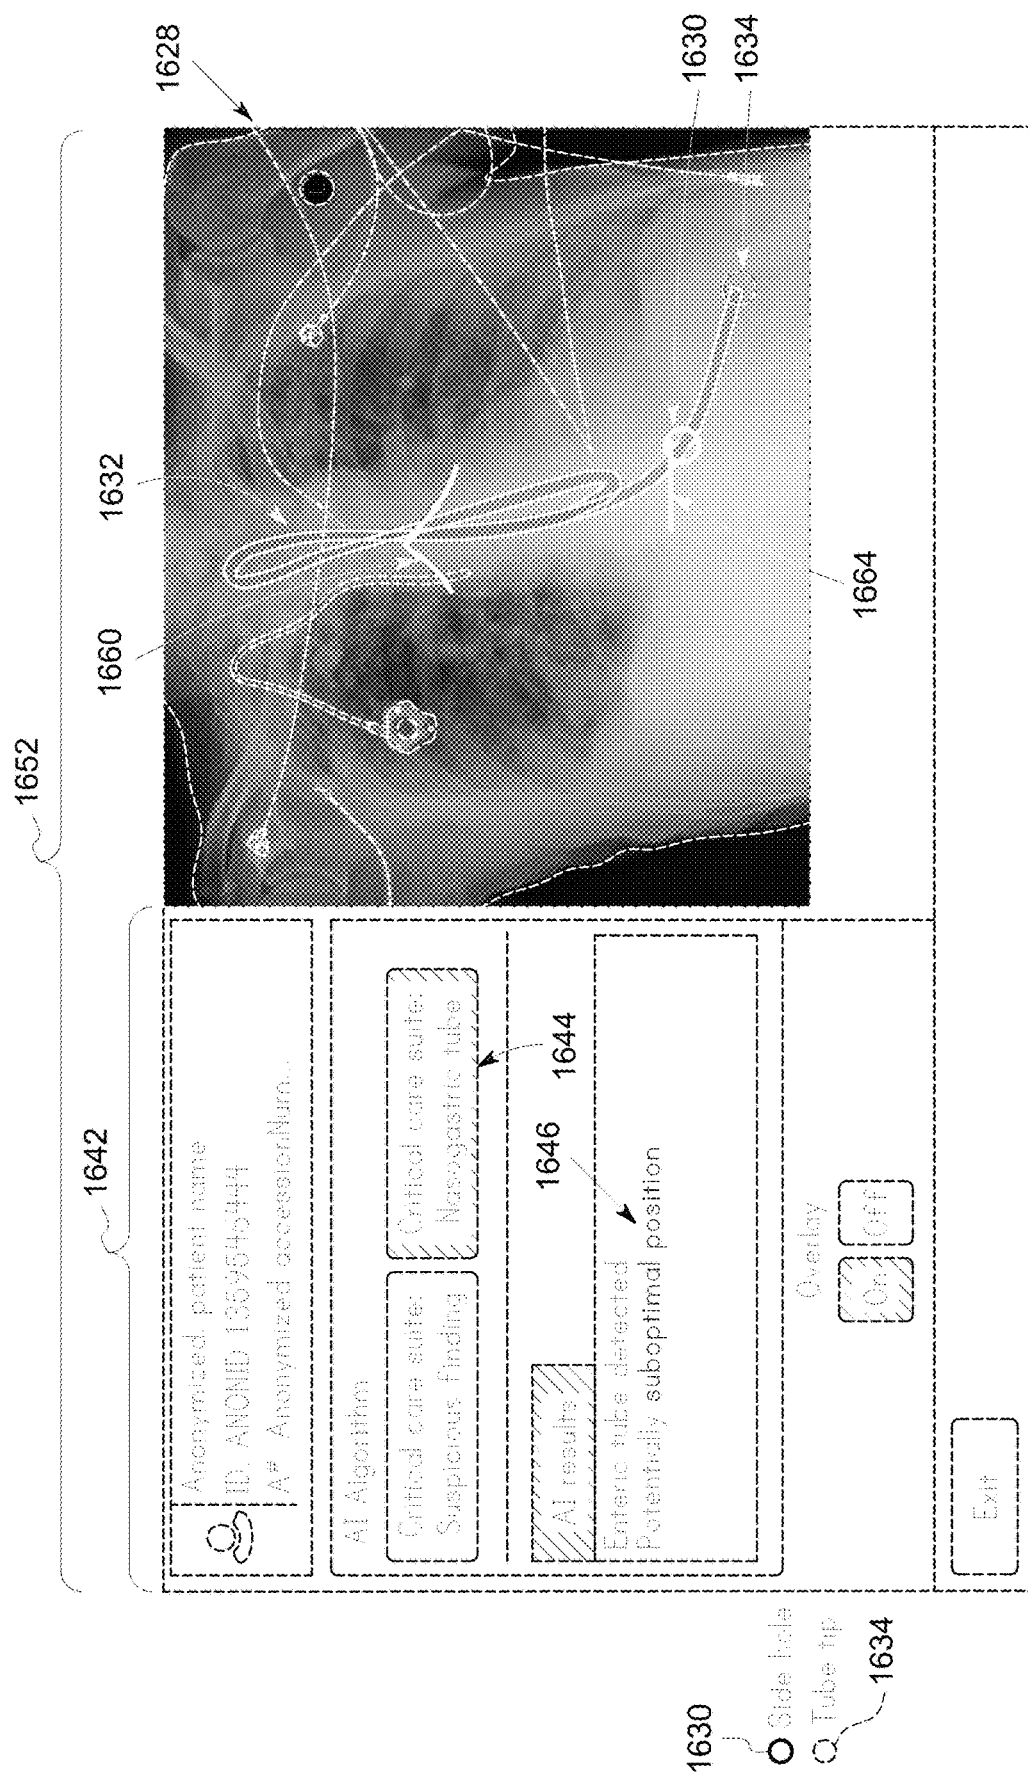 1652
1642
Anonymized patient name
ID: ANONID 1369646444
A# Anonymized accessionNum...
AI Algorithm
Critical care suite:
Suspicious finding
Critical care suite:
Nasogastric tube
1644
AI results
1646
Enteric tube detected
Potentially suboptimal position
Overlay
On
Off
Exit
1660
1632
1628
1630
1634
1664
1630
Side hole
Tube tip
1634